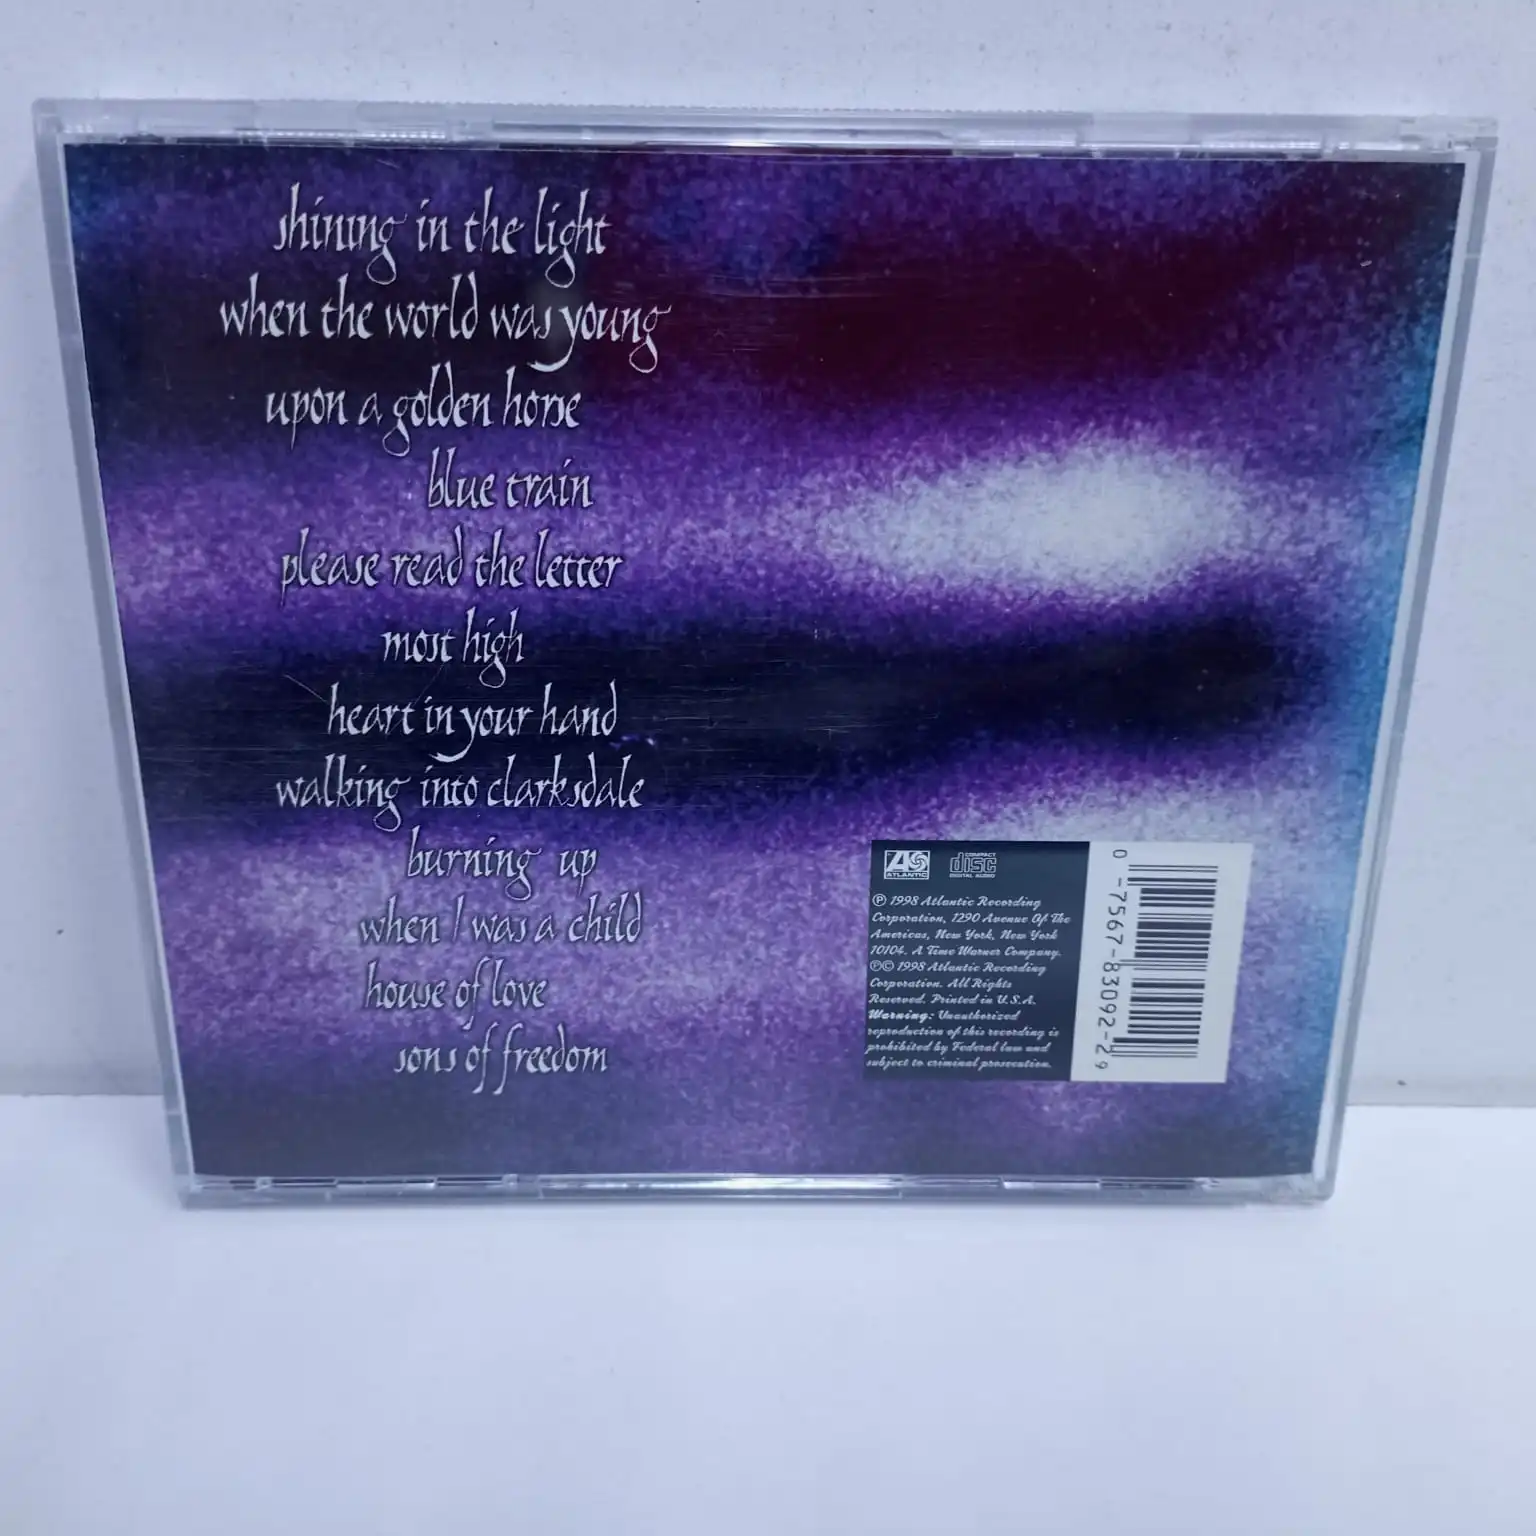 shining in the light
when the world was young
upon a golden horse
blue train
please read the letter
most high
heart in your hand
walking into clarksdale
burning up
when I was a child
house of love
sons of freedom
ATLANTIC
COMPACT
disc
DIGITAL AUDIO
℗ 1998 Atlantic Recording
Corporation, 1290 Avenue Of The
Americas, New York, New York
10104. A Time Warner Company.
℗© 1998 Atlantic Recording
Corporation. All Rights
Reserved. Printed in U.S.A.
Warning: Unauthorized
reproduction of this recording is
prohibited by Federal law and
subject to criminal prosecution.
0 -7567-83092-2 9